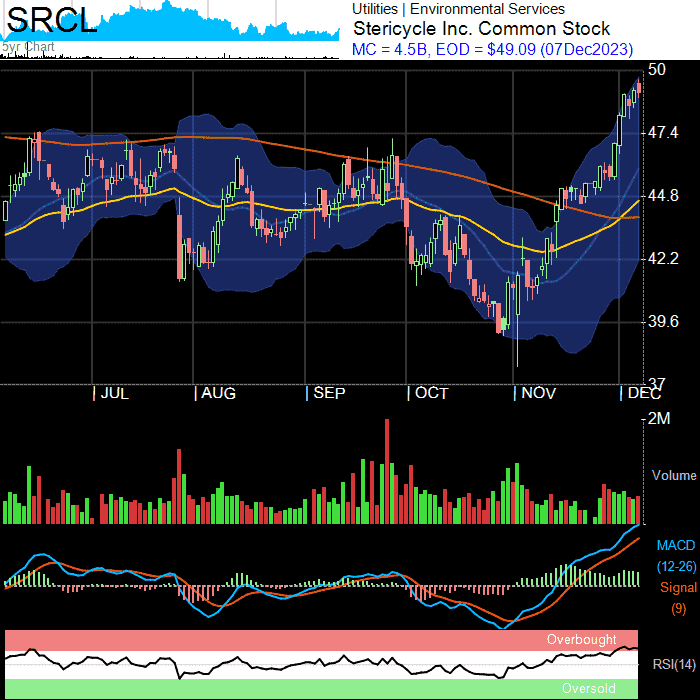 SRCL
5yr Chart
Utilities | Environmental Services
Stericycle Inc. Common Stock
MC = 4.5B, EOD = $49.09 (07Dec2023)
50
47.4
44.8
42.2
39.6
37
JUL AUG SEP OCT NOV DEC
2M
Volume
MACD
(12-26)
Signal
(9)
Overbought
RSI(14)
Oversold